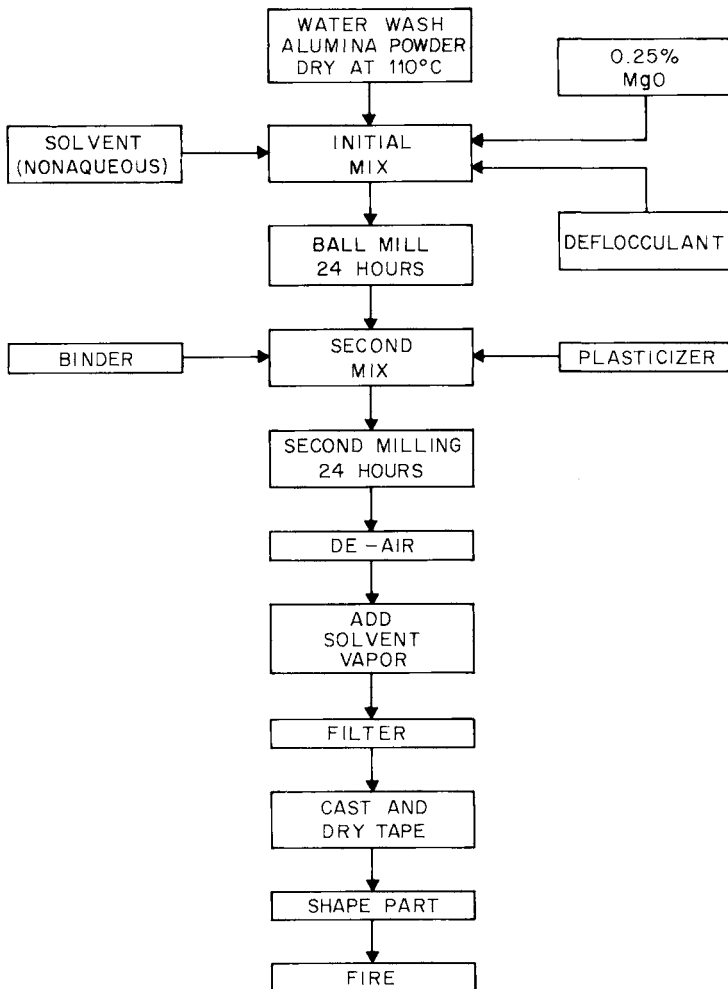 WATER WASH
ALUMINA POWDER
DRY AT 110°C
0.25%
MgO
SOLVENT
(NONAQUEOUS)
INITIAL
MIX
DEFLOCCULANT
BALL MILL
24 HOURS
BINDER
SECOND
MIX
PLASTICIZER
SECOND MILLING
24 HOURS
DE-AIR
ADD
SOLVENT
VAPOR
FILTER
CAST AND
DRY TAPE
SHAPE PART
FIRE